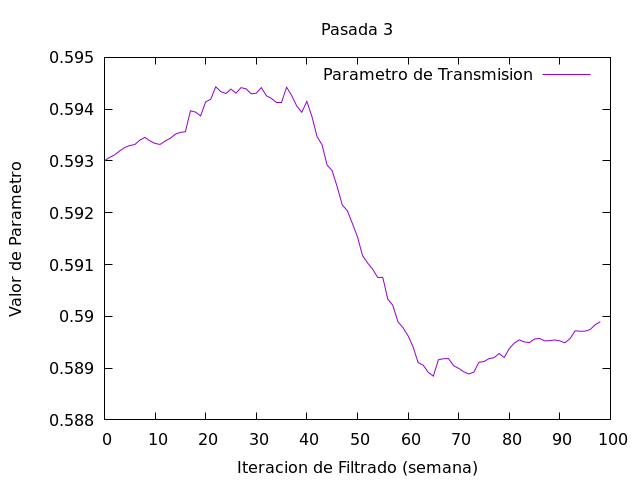 Pasada 3
Parametro de Transmision
0.595
0.594
0.593
0.592
0.591
0.59
0.589
0.588
Valor de Parametro
0 10 20 30 40 50 60 70 80 90 100
Iteracion de Filtrado (semana)